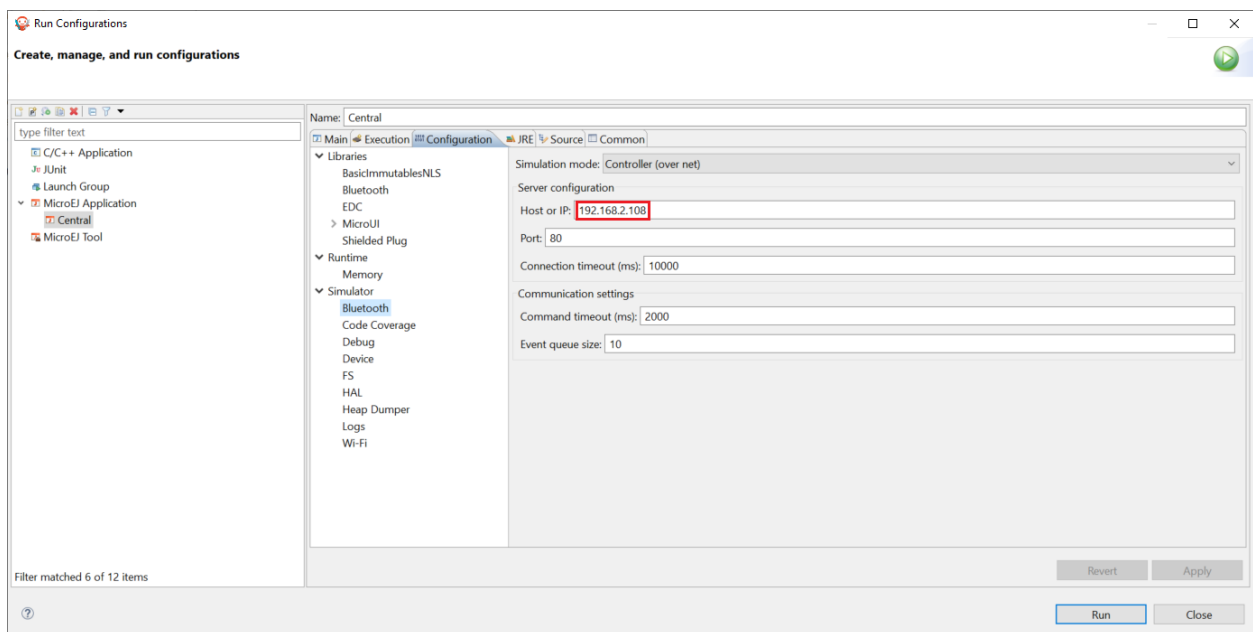 Run Configurations
Create, manage, and run configurations
type filter text
C/C++ Application
JUnit
Launch Group
MicroEJ Application
Central
MicroEJ Tool
Filter matched 6 of 12 items
Name: Central
Main Execution Configuration JRE Source Common
Libraries
BasicImmutablesNLS
Bluetooth
EDC
MicroUI
Shielded Plug
Runtime
Memory
Simulator
Bluetooth
Code Coverage
Debug
Device
FS
HAL
Heap Dumper
Logs
Wi-Fi
Simulation mode: Controller (over net)
Server configuration
Host or IP: 192.168.2.108
Port: 80
Connection timeout (ms): 10000
Communication settings
Command timeout (ms): 2000
Event queue size: 10
Revert Apply
Run Close